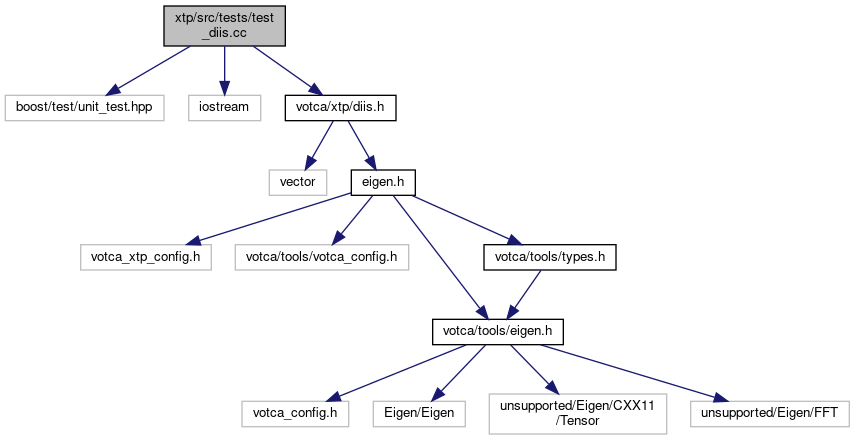 xtp/src/tests/test
_diis.cc
boost/test/unit_test.hpp
iostream
votca/xtp/diis.h
vector
eigen.h
votca_xtp_config.h
votca/tools/votca_config.h
votca/tools/types.h
votca/tools/eigen.h
votca_config.h
Eigen/Eigen
unsupported/Eigen/CXX11
/Tensor
unsupported/Eigen/FFT